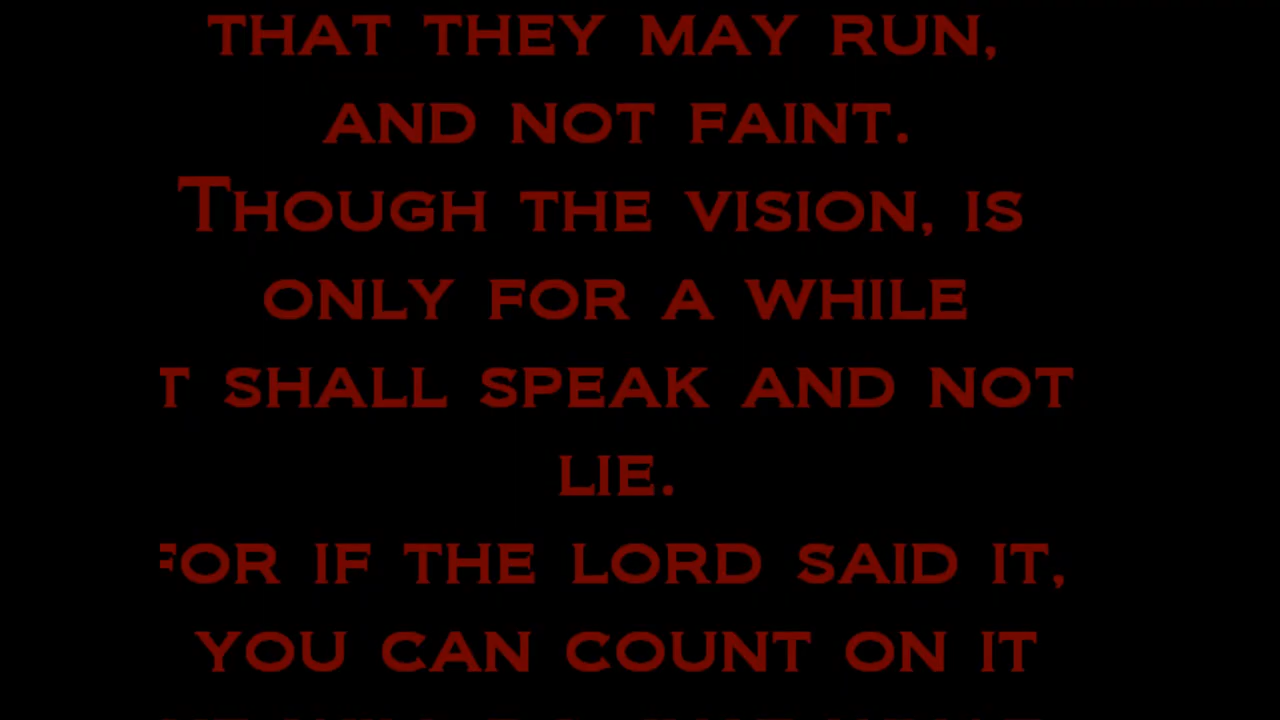 THAT THEY MAY RUN,
AND NOT FAINT.
THOUGH THE VISION, IS
ONLY FOR A WHILE
T SHALL SPEAK AND NOT
LIE.
FOR IF THE LORD SAID IT,
YOU CAN COUNT ON IT